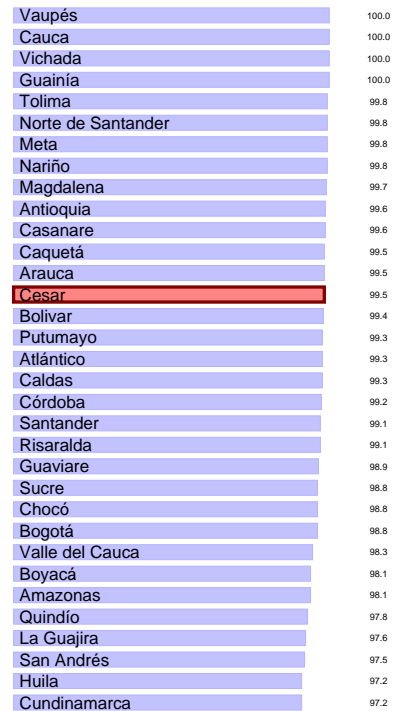 Vaupés 100.0
Cauca 100.0
Vichada 100.0
Guainía 100.0
Tolima 99.8
Norte de Santander 99.8
Meta 99.8
Nariño 99.8
Magdalena 99.7
Antioquia 99.6
Casanare 99.6
Caquetá 99.5
Arauca 99.5
Cesar 99.5
Bolivar 99.4
Putumayo 99.3
Atlántico 99.3
Caldas 99.3
Córdoba 99.2
Santander 99.1
Risaralda 99.1
Guaviare 98.9
Sucre 98.8
Chocó 98.8
Bogotá 98.8
Valle del Cauca 98.3
Boyacá 98.1
Amazonas 98.1
Quindío 97.8
La Guajira 97.6
San Andrés 97.5
Huila 97.2
Cundinamarca 97.2